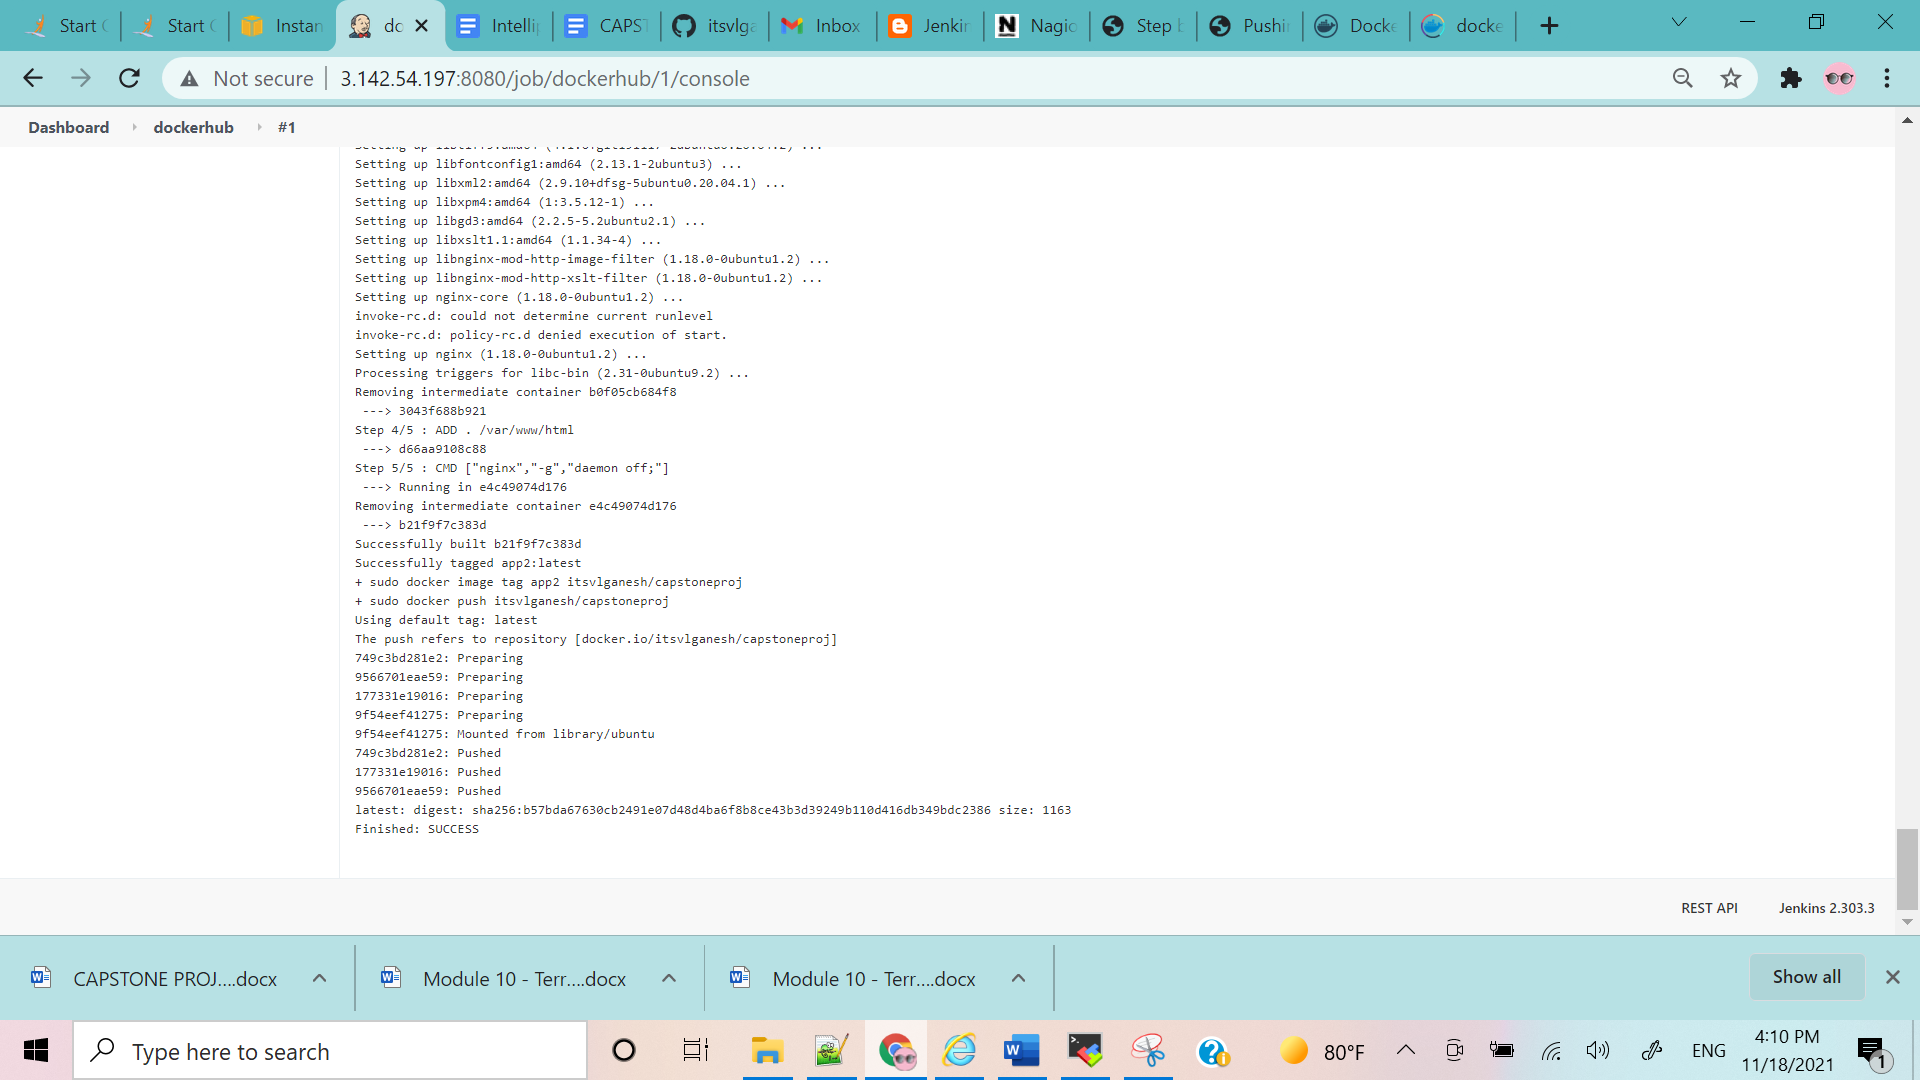 Start
Start
Instan
do
Intelli
CAPST
itsvlga
Inbox
Jenkin
Nagio
Step b
Pushi
Docke
docke
Not secure
3.142.54.197:8080/job/dockerhub/1/console
Dashboard
dockerhub
#1
Setting up libfontconfig1:amd64 (2.13.1-2ubuntu3) ...
Setting up libxml2:amd64 (2.9.10+dfsg-5ubuntu0.20.04.1) ...
Setting up libxpm4:amd64 (1:3.5.12-1) ...
Setting up libgd3:amd64 (2.2.5-5.2ubuntu2.1) ...
Setting up libxslt1.1:amd64 (1.1.34-4) ...
Setting up libnginx-mod-http-image-filter (1.18.0-0ubuntu1.2) ...
Setting up libnginx-mod-http-xslt-filter (1.18.0-0ubuntu1.2) ...
Setting up nginx-core (1.18.0-0ubuntu1.2) ...
invoke-rc.d: could not determine current runlevel
invoke-rc.d: policy-rc.d denied execution of start.
Setting up nginx (1.18.0-0ubuntu1.2) ...
Processing triggers for libc-bin (2.31-0ubuntu9.2) ...
Removing intermediate container b0f05cb684f8
---> 3043f688b921
Step 4/5 : ADD . /var/www/html
---> d66aa9108c88
Step 5/5 : CMD ["nginx","-g","daemon off;"]
---> Running in e4c49074d176
Removing intermediate container e4c49074d176
---> b21f9f7c383d
Successfully built b21f9f7c383d
Successfully tagged app2:latest
+ sudo docker image tag app2 itsvlganesh/capstoneproj
+ sudo docker push itsvlganesh/capstoneproj
Using default tag: latest
The push refers to repository [docker.io/itsvlganesh/capstoneproj]
749c3bd281e2: Preparing
9566701eae59: Preparing
177331e19016: Preparing
9f54eef41275: Preparing
9f54eef41275: Mounted from library/ubuntu
749c3bd281e2: Pushed
177331e19016: Pushed
9566701eae59: Pushed
latest: digest: sha256:b57bda67630cb2491e07d48d4ba6f8b8ce43b3d39249b110d416db349bdc2386 size: 1163
Finished: SUCCESS
REST API
Jenkins 2.303.3
CAPSTONE PROJ....docx
Module 10 - Terr....docx
Module 10 - Terr....docx
Show all
Type here to search
80°F
ENG
4:10 PM
11/18/2021
1